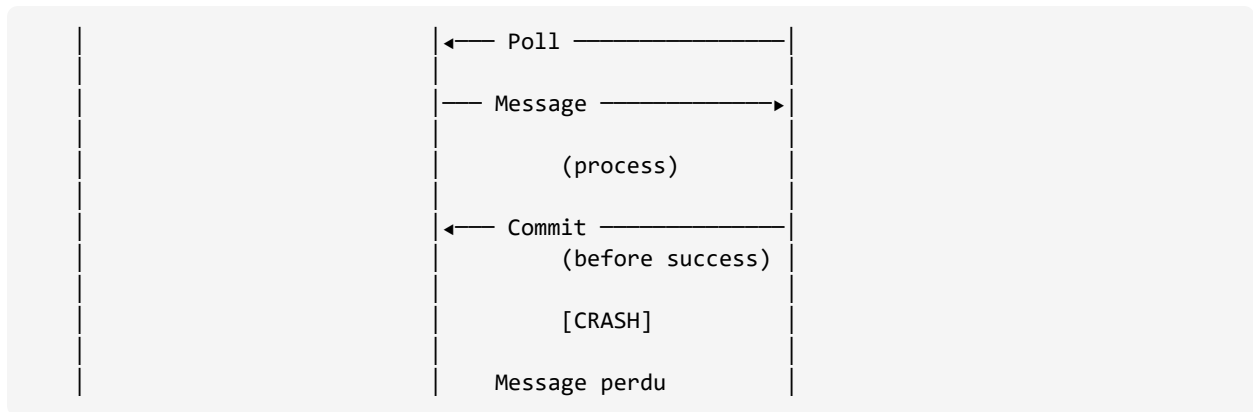 Poll
Message
(process)
Commit
(before success)
[CRASH]
Message perdu